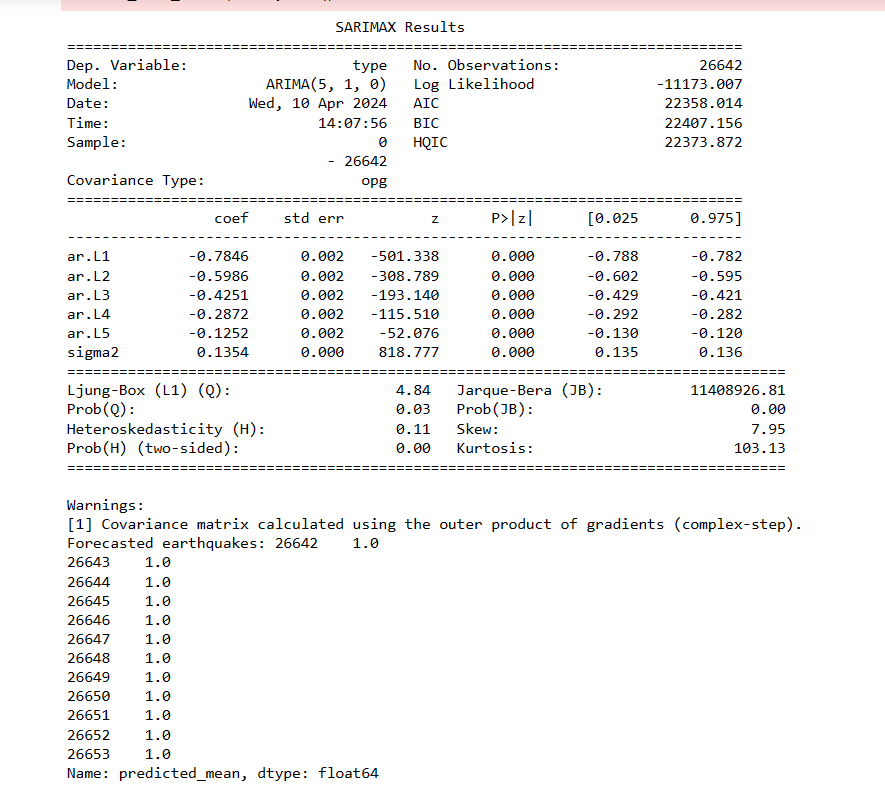 SARIMAX Results
==============================================================================
Dep. Variable: type No. Observations: 26642
Model: ARIMA(5, 1, 0) Log Likelihood -11173.007
Date: Wed, 10 Apr 2024 AIC 22358.014
Time: 14:07:56 BIC 22407.156
Sample: 0 HQIC 22373.872
- 26642
Covariance Type: opg
==============================================================================
coef std err z P>|z| [0.025 0.975]
------------------------------------------------------------------------------
ar.L1 -0.7846 0.002 -501.338 0.000 -0.788 -0.782
ar.L2 -0.5986 0.002 -308.789 0.000 -0.602 -0.595
ar.L3 -0.4251 0.002 -193.140 0.000 -0.429 -0.421
ar.L4 -0.2872 0.002 -115.510 0.000 -0.292 -0.282
ar.L5 -0.1252 0.002 -52.076 0.000 -0.130 -0.120
sigma2 0.1354 0.000 818.777 0.000 0.135 0.136
===================================================================================
Ljung-Box (L1) (Q): 4.84 Jarque-Bera (JB): 11408926.81
Prob(Q): 0.03 Prob(JB): 0.00
Heteroskedasticity (H): 0.11 Skew: 7.95
Prob(H) (two-sided): 0.00 Kurtosis: 103.13
===================================================================================
Warnings:
[1] Covariance matrix calculated using the outer product of gradients (complex-step).
Forecasted earthquakes: 26642 1.0
26643 1.0
26644 1.0
26645 1.0
26646 1.0
26647 1.0
26648 1.0
26649 1.0
26650 1.0
26651 1.0
26652 1.0
26653 1.0
Name: predicted_mean, dtype: float64